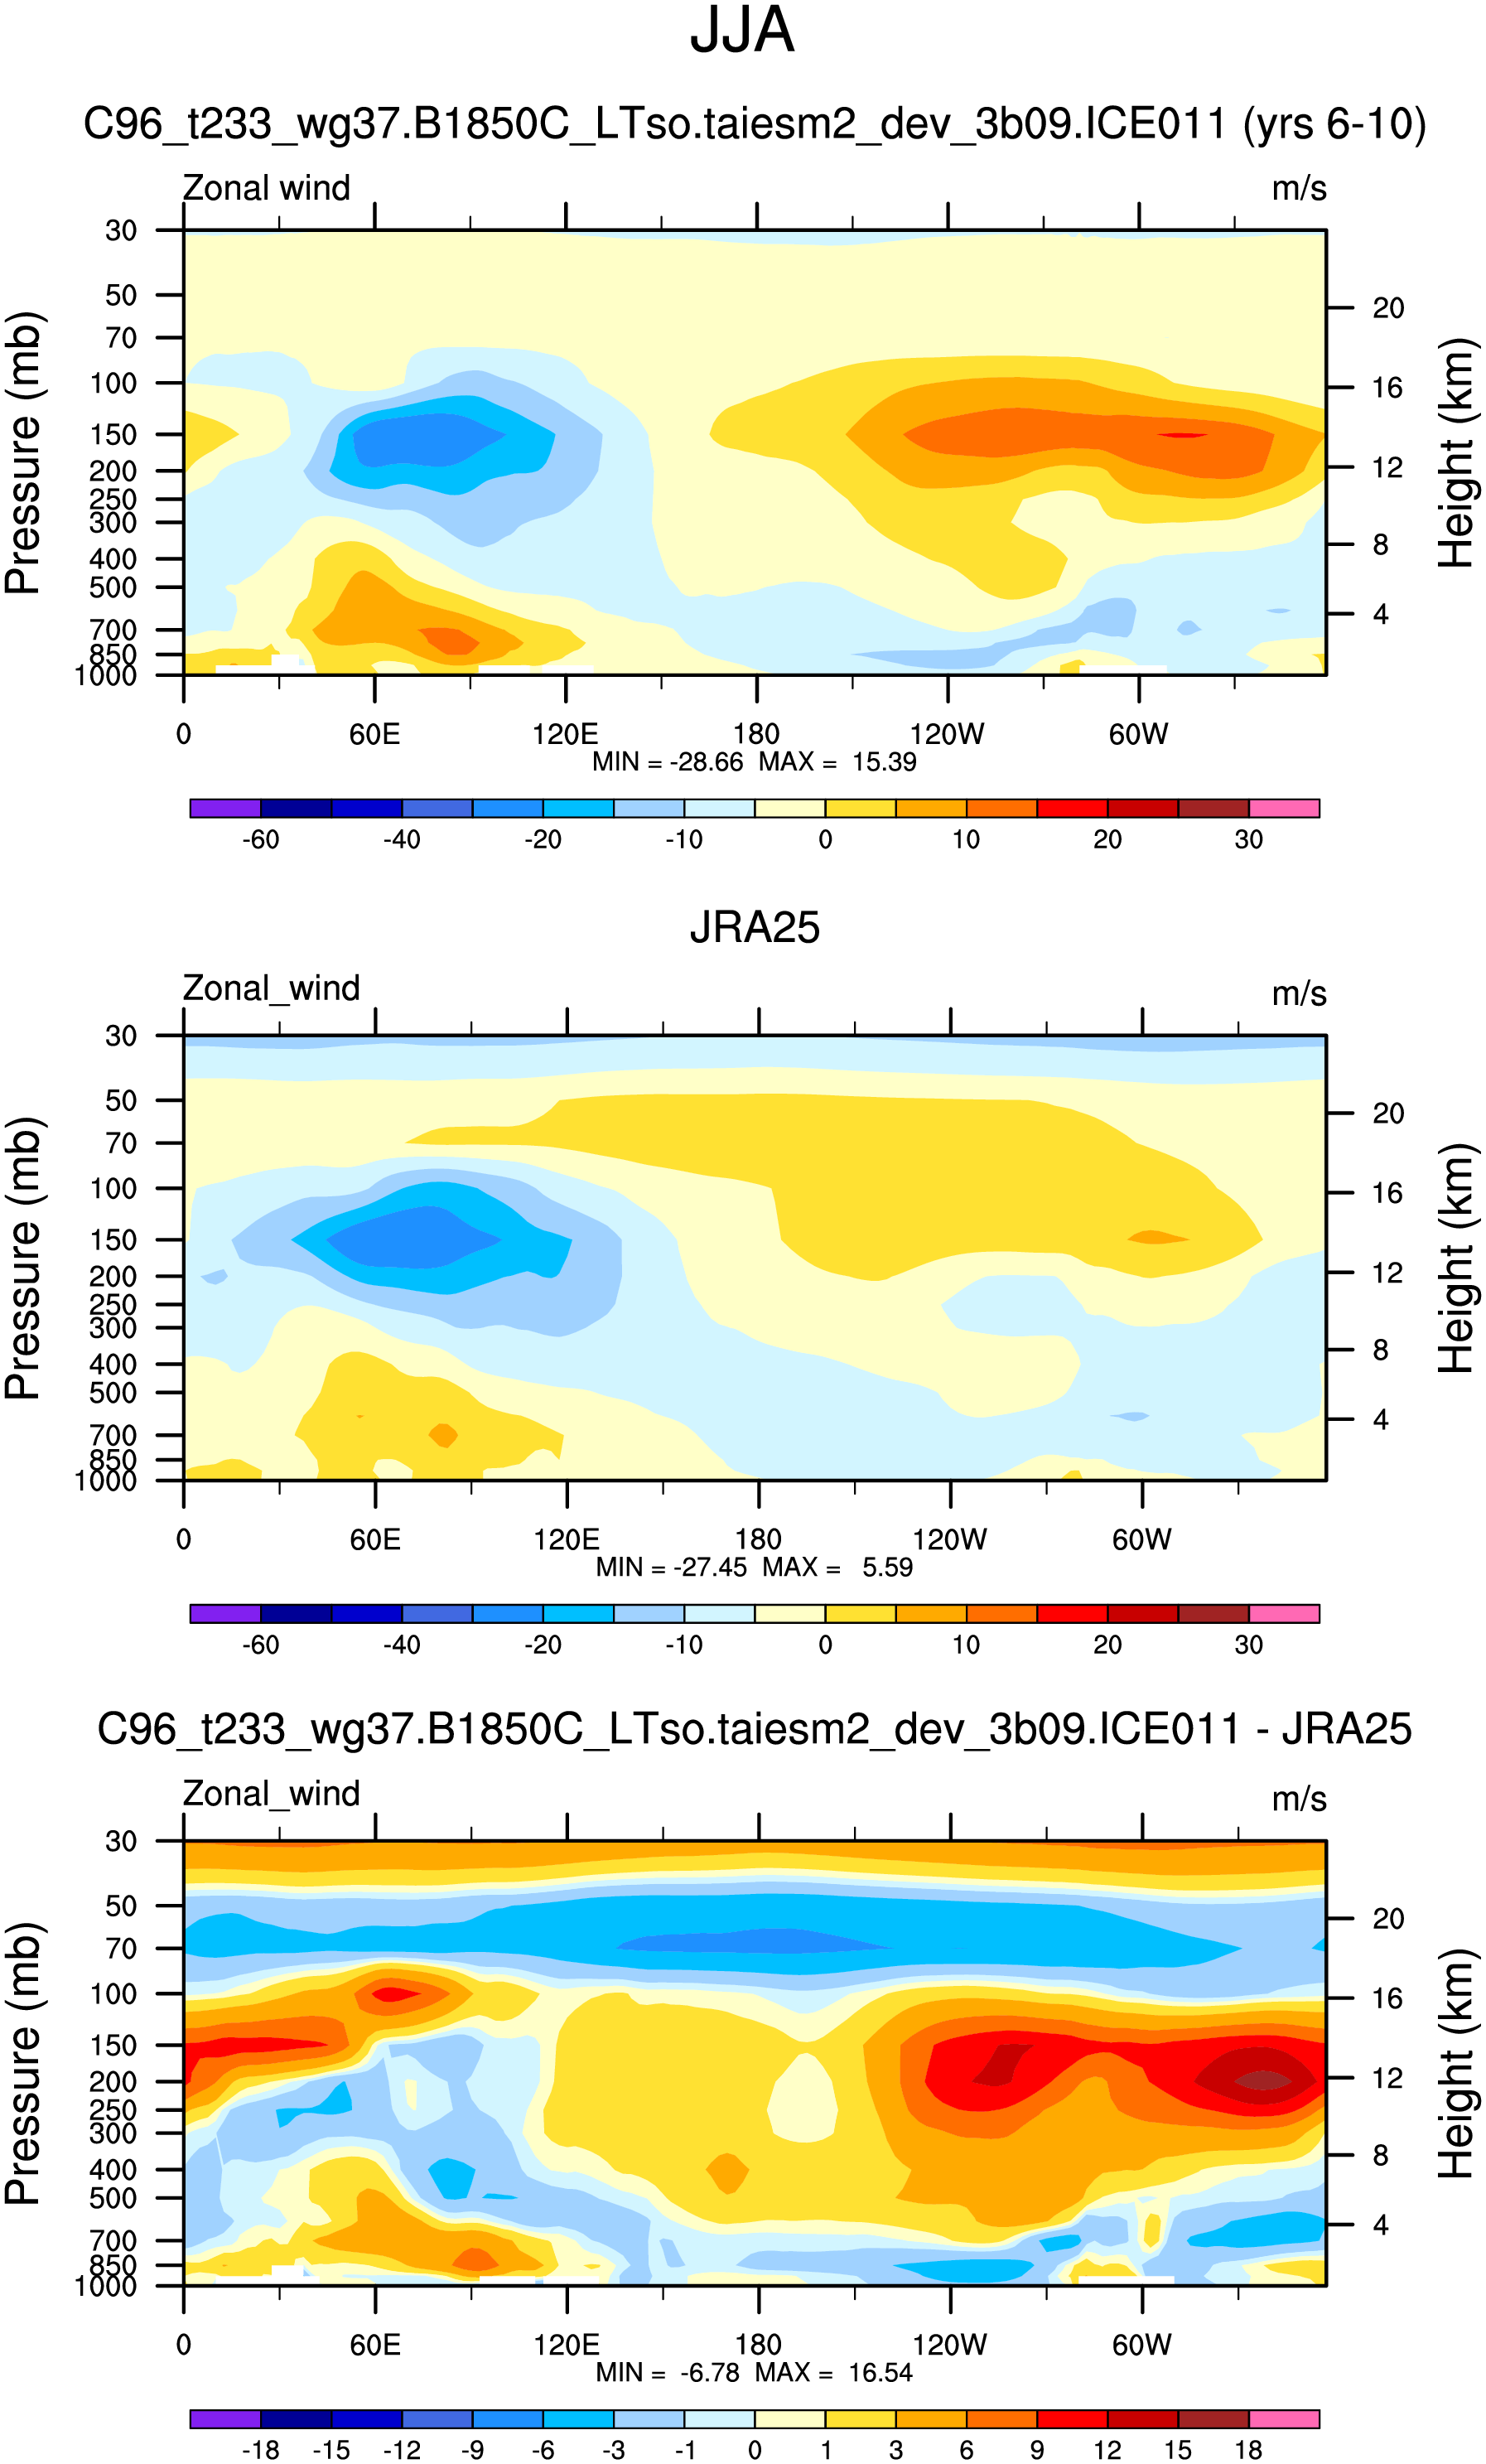 JJA
C96_t233_wg37.B1850C_LTso.taiesm2_dev_3b09.ICE011 (yrs 6-10)
Zonal wind m/s
Pressure (mb)
30
50
70
100
150
200
250
300
400
500
700
850
1000
20
16
12
8
4
Height (km)
0 60E 120E 180 120W 60W
MIN = -28.66 MAX = 15.39
-60 -40 -20 -10 0 10 20 30
JRA25
Zonal_wind m/s
Pressure (mb)
30
50
70
100
150
200
250
300
400
500
700
850
1000
20
16
12
8
4
Height (km)
0 60E 120E 180 120W 60W
MIN = -27.45 MAX = 5.59
-60 -40 -20 -10 0 10 20 30
C96_t233_wg37.B1850C_LTso.taiesm2_dev_3b09.ICE011 - JRA25
Zonal_wind m/s
Pressure (mb)
30
50
70
100
150
200
250
300
400
500
700
850
1000
20
16
12
8
4
Height (km)
0 60E 120E 180 120W 60W
MIN = -6.78 MAX = 16.54
-18 -15 -12 -9 -6 -3 -1 0 1 3 6 9 12 15 18